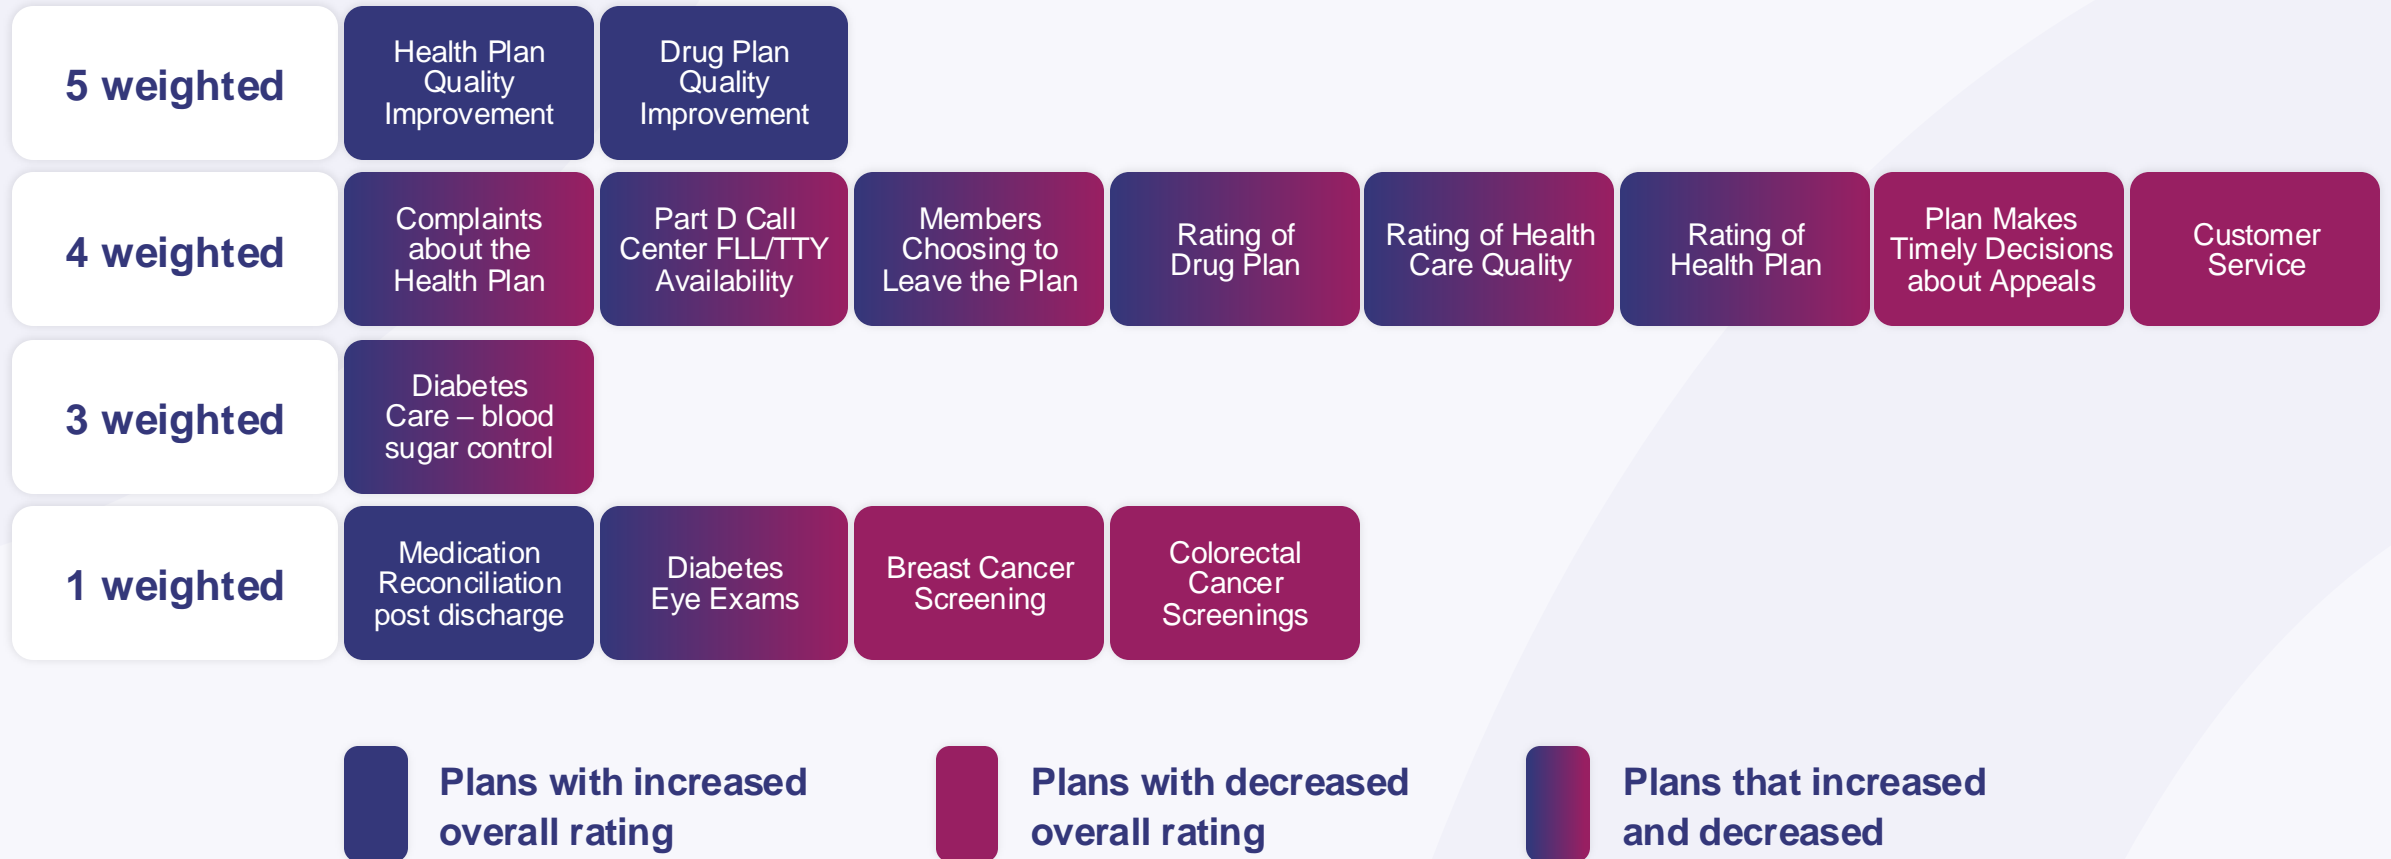 5 weighted
Health Plan
Quality
Improvement
Drug Plan
Quality
Improvement
4 weighted
Complaints
about the
Health Plan
Part D Call
Center FLL/TTY
Availability
Members
Choosing to
Leave the Plan
Rating of
Drug Plan
Rating of Health
Care Quality
Rating of
Health Plan
Plan Makes
Timely Decisions
about Appeals
Customer
Service
3 weighted
Diabetes
Care – blood
sugar control
1 weighted
Medication
Reconciliation
post discharge
Diabetes
Eye Exams
Breast Cancer
Screening
Colorectal
Cancer
Screenings
Plans with increased
overall rating
Plans with decreased
overall rating
Plans that increased
and decreased